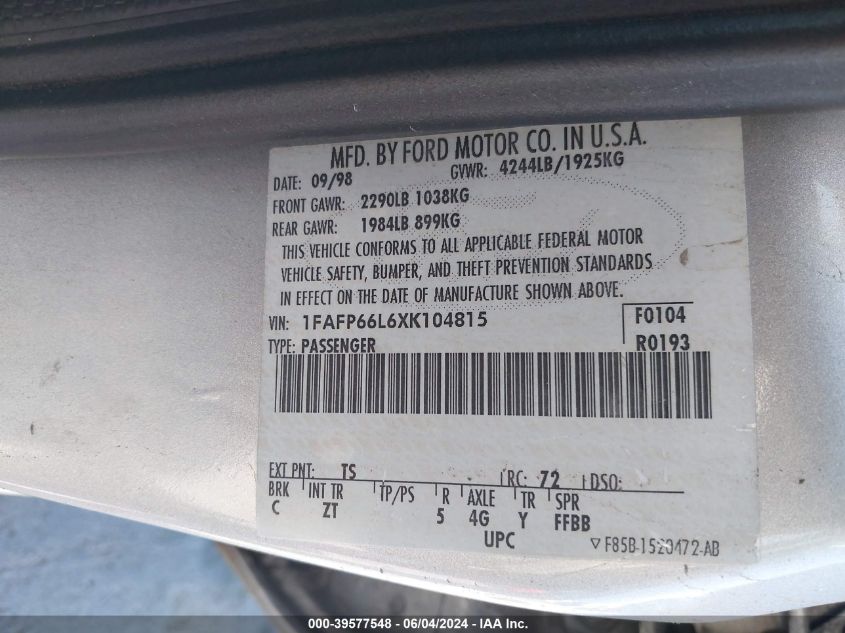 MFD. BY FORD MOTOR CO. IN U.S.A.
DATE: 09/98 GVWR: 4244LB/1925KG
FRONT GAWR: 2290LB 1038KG
REAR GAWR: 1984LB 899KG
THIS VEHICLE CONFORMS TO ALL APPLICABLE FEDERAL MOTOR
VEHICLE SAFETY, BUMPER, AND THEFT PREVENTION STANDARDS
IN EFFECT ON THE DATE OF MANUFACTURE SHOWN ABOVE.
VIN: 1FAFP66L6XK104815 F0104
TYPE: PASSENGER R0193
EXT PNT: TS RC: 72 DSO:
BRK INT TR TP/PS R AXLE TR SPR
C ZT 5 4G Y FFBB
UPC ▽ F85B-1520472-AB
000-39577548 - 06/04/2024 - IAA Inc.